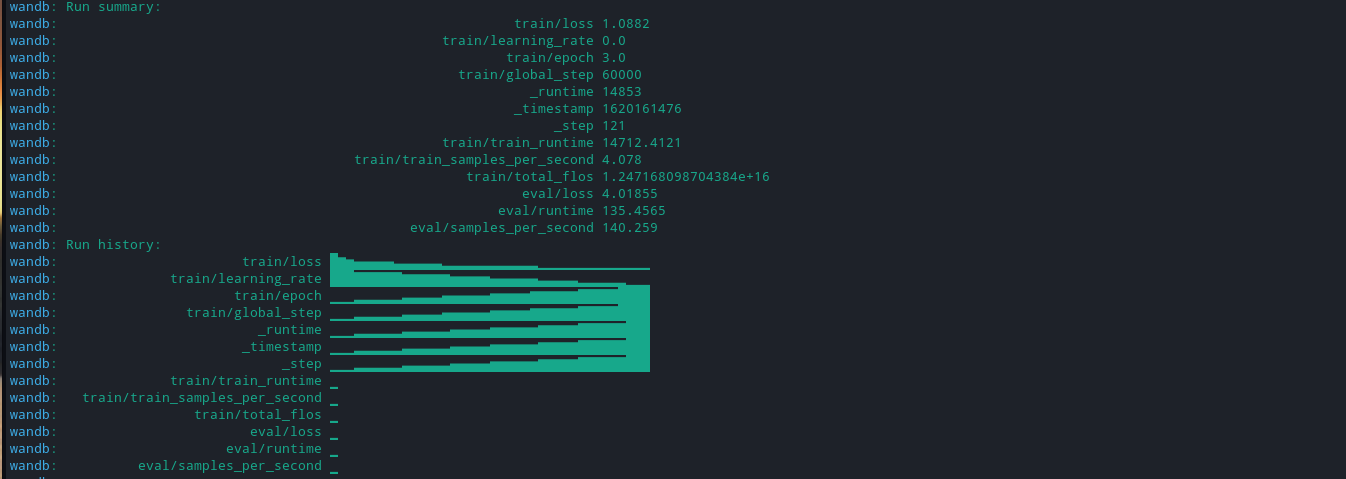 wandb: Run summary:
wandb: train/loss 1.0882
wandb: train/learning_rate 0.0
wandb: train/epoch 3.0
wandb: train/global_step 60000
wandb: _runtime 14853
wandb: _timestamp 1620161476
wandb: _step 121
wandb: train/train_runtime 14712.4121
wandb: train/train_samples_per_second 4.078
wandb: train/total_flos 1.247168098704384e+16
wandb: eval/loss 4.01855
wandb: eval/runtime 135.4565
wandb: eval/samples_per_second 140.259
wandb: Run history:
wandb: train/loss
wandb: train/learning_rate
wandb: train/epoch
wandb: train/global_step
wandb: _runtime
wandb: _timestamp
wandb: _step
wandb: train/train_runtime
wandb: train/train_samples_per_second
wandb: train/total_flos
wandb: eval/loss
wandb: eval/runtime
wandb: eval/samples_per_second